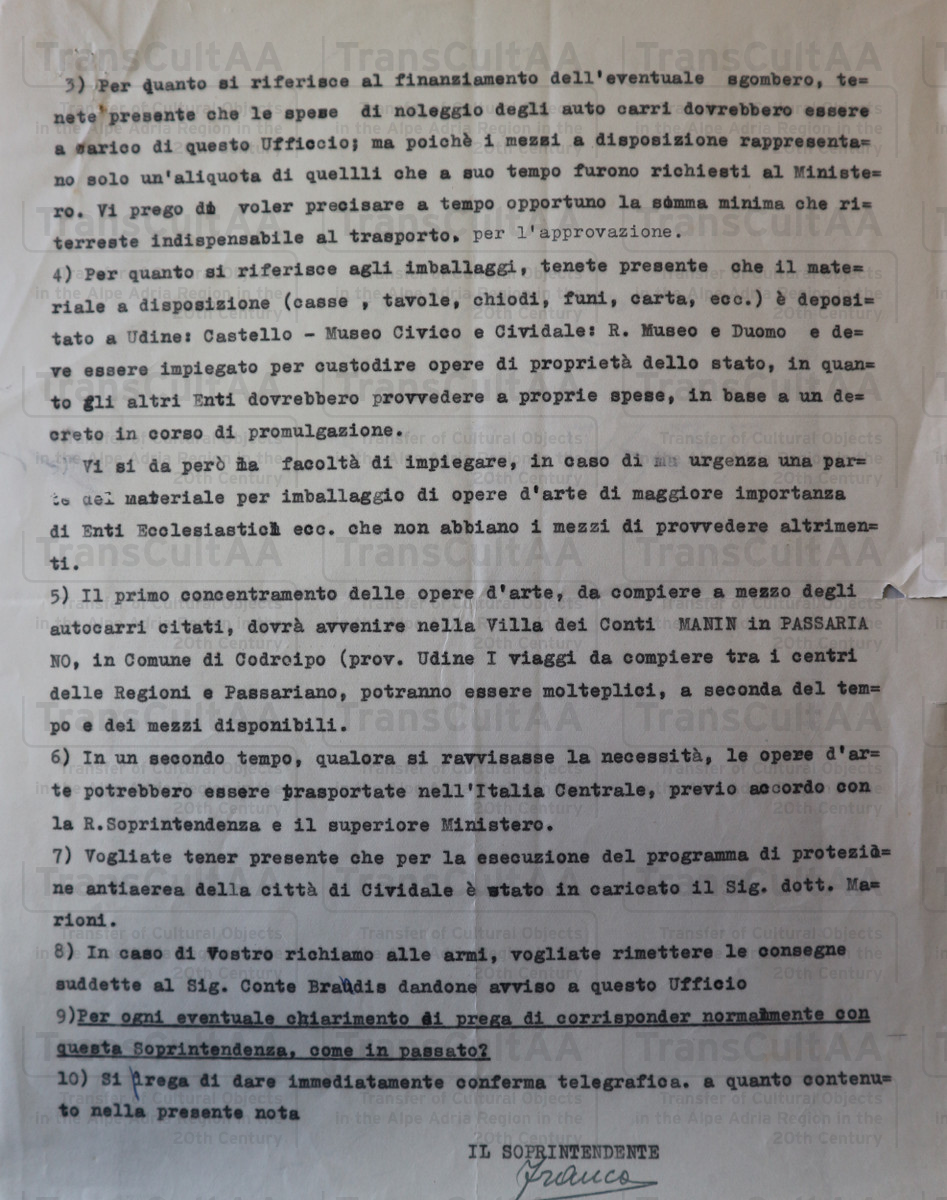 3) Per quanto si riferisce al finanziamento dell'eventuale sgombero, te=
nete presente che le spese di noleggio degli auto carri dovrebbero essere
a carico di questo Ufficcio; ma poichè i mezzi a disposizione rappresenta=
no solo un'aliquota di quellli che a suo tempo furono richiesti al Ministe=
ro. Vi prego di voler precisare a tempo opportuno la somma minima che ri=
terreste indispensabile al trasporto. per l'approvazione.
4) Per quanto si riferisce agli imballaggi, tenete presente che il mate=
riale a disposizione (casse , tavole, chiodi, funi, carta, ecc.) è deposi=
tato a Udine: Castello - Museo Civico e Cividale: R. Museo e Duomo e de=
ve essere impiegato per custodire opere di proprietà dello stato, in quan=
to gli altri Enti dovrebbero provvedere a proprie spese, in base a un de=
creto in corso di promulgazione.
Vi si da però la facoltà di impiegare, in caso di urgenza una par=
te del materiale per imballaggio di opere d'arte di maggiore importanza
di Enti Ecclesiastici ecc. che non abbiano i mezzi di provvedere altrimen=
ti.
5) Il primo concentramento delle opere d'arte, da compiere a mezzo degli
autocarri citati, dovrà avvenire nella Villa dei Conti MANIN in PASSARIA
NO, in Comune di Codroipo (prov. Udine I viaggi da compiere tra i centri
delle Regioni e Passariano, potranno essere molteplici, a seconda del tem=
po e dei mezzi disponibili.
6) In un secondo tempo, qualora si ravvisasse la necessità, le opere d'ar=
te potrebbero essere trasportate nell'Italia Centrale, previo accordo con
la R.Soprintendenza e il superiore Ministero.
7) Vogliate tener presente che per la esecuzione del programma di protezio=
ne antiaerea della città di Cividale è stato in caricato il Sig. dott. Ma=
rioni.
8) In caso di Vostro richiamo alle armi, vogliate rimettere le consegne
suddette al Sig. Conte Brandis dandone avviso a questo Ufficio
9)Per ogni eventuale chiarimento si prega di corrisponder normalmente con
questa Soprintendenza, come in passato?
10) Si prega di dare immediatamente conferma telegrafica. a quanto contenu=
to nella presente nota
IL SOPRINTENDENTE
Franco